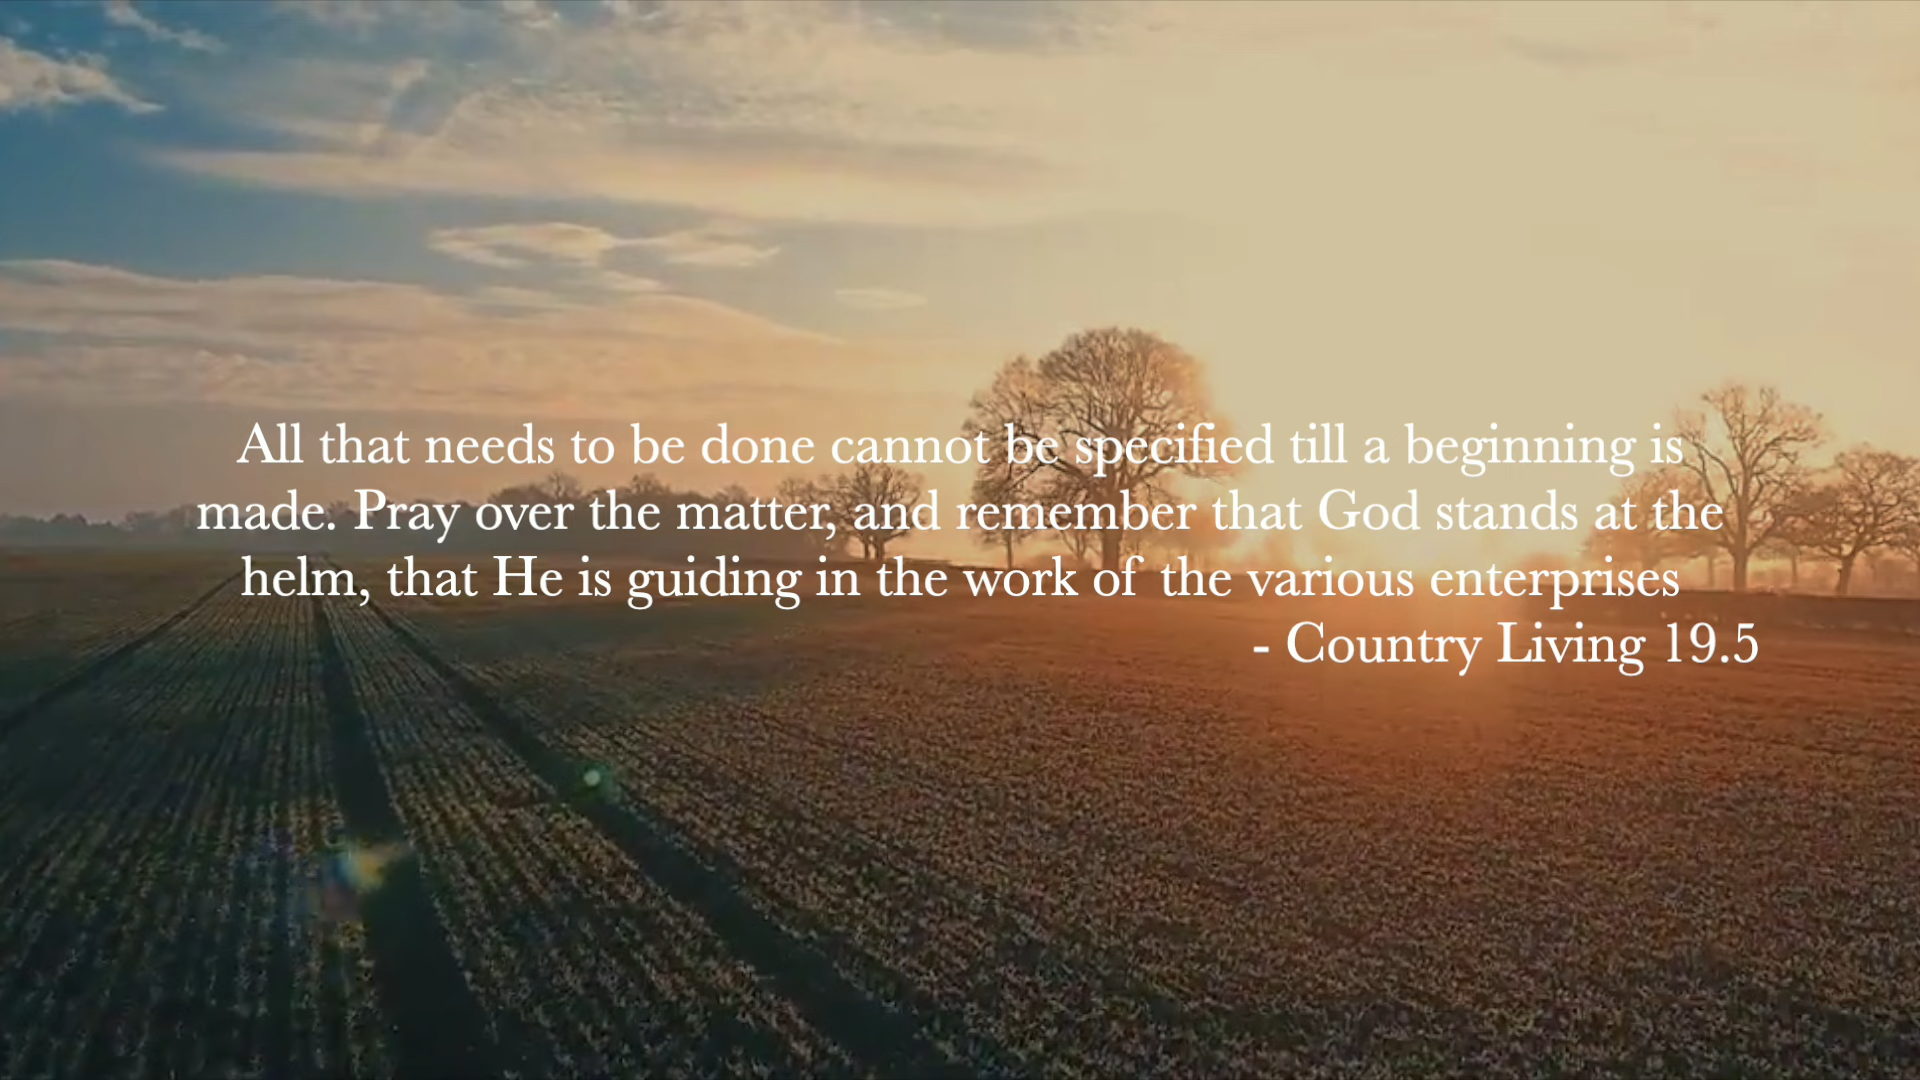 All that needs to be done cannot be specified till a beginning is
made. Pray over the matter, and remember that God stands at the
helm, that He is guiding in the work of the various enterprises
- Country Living 19.5